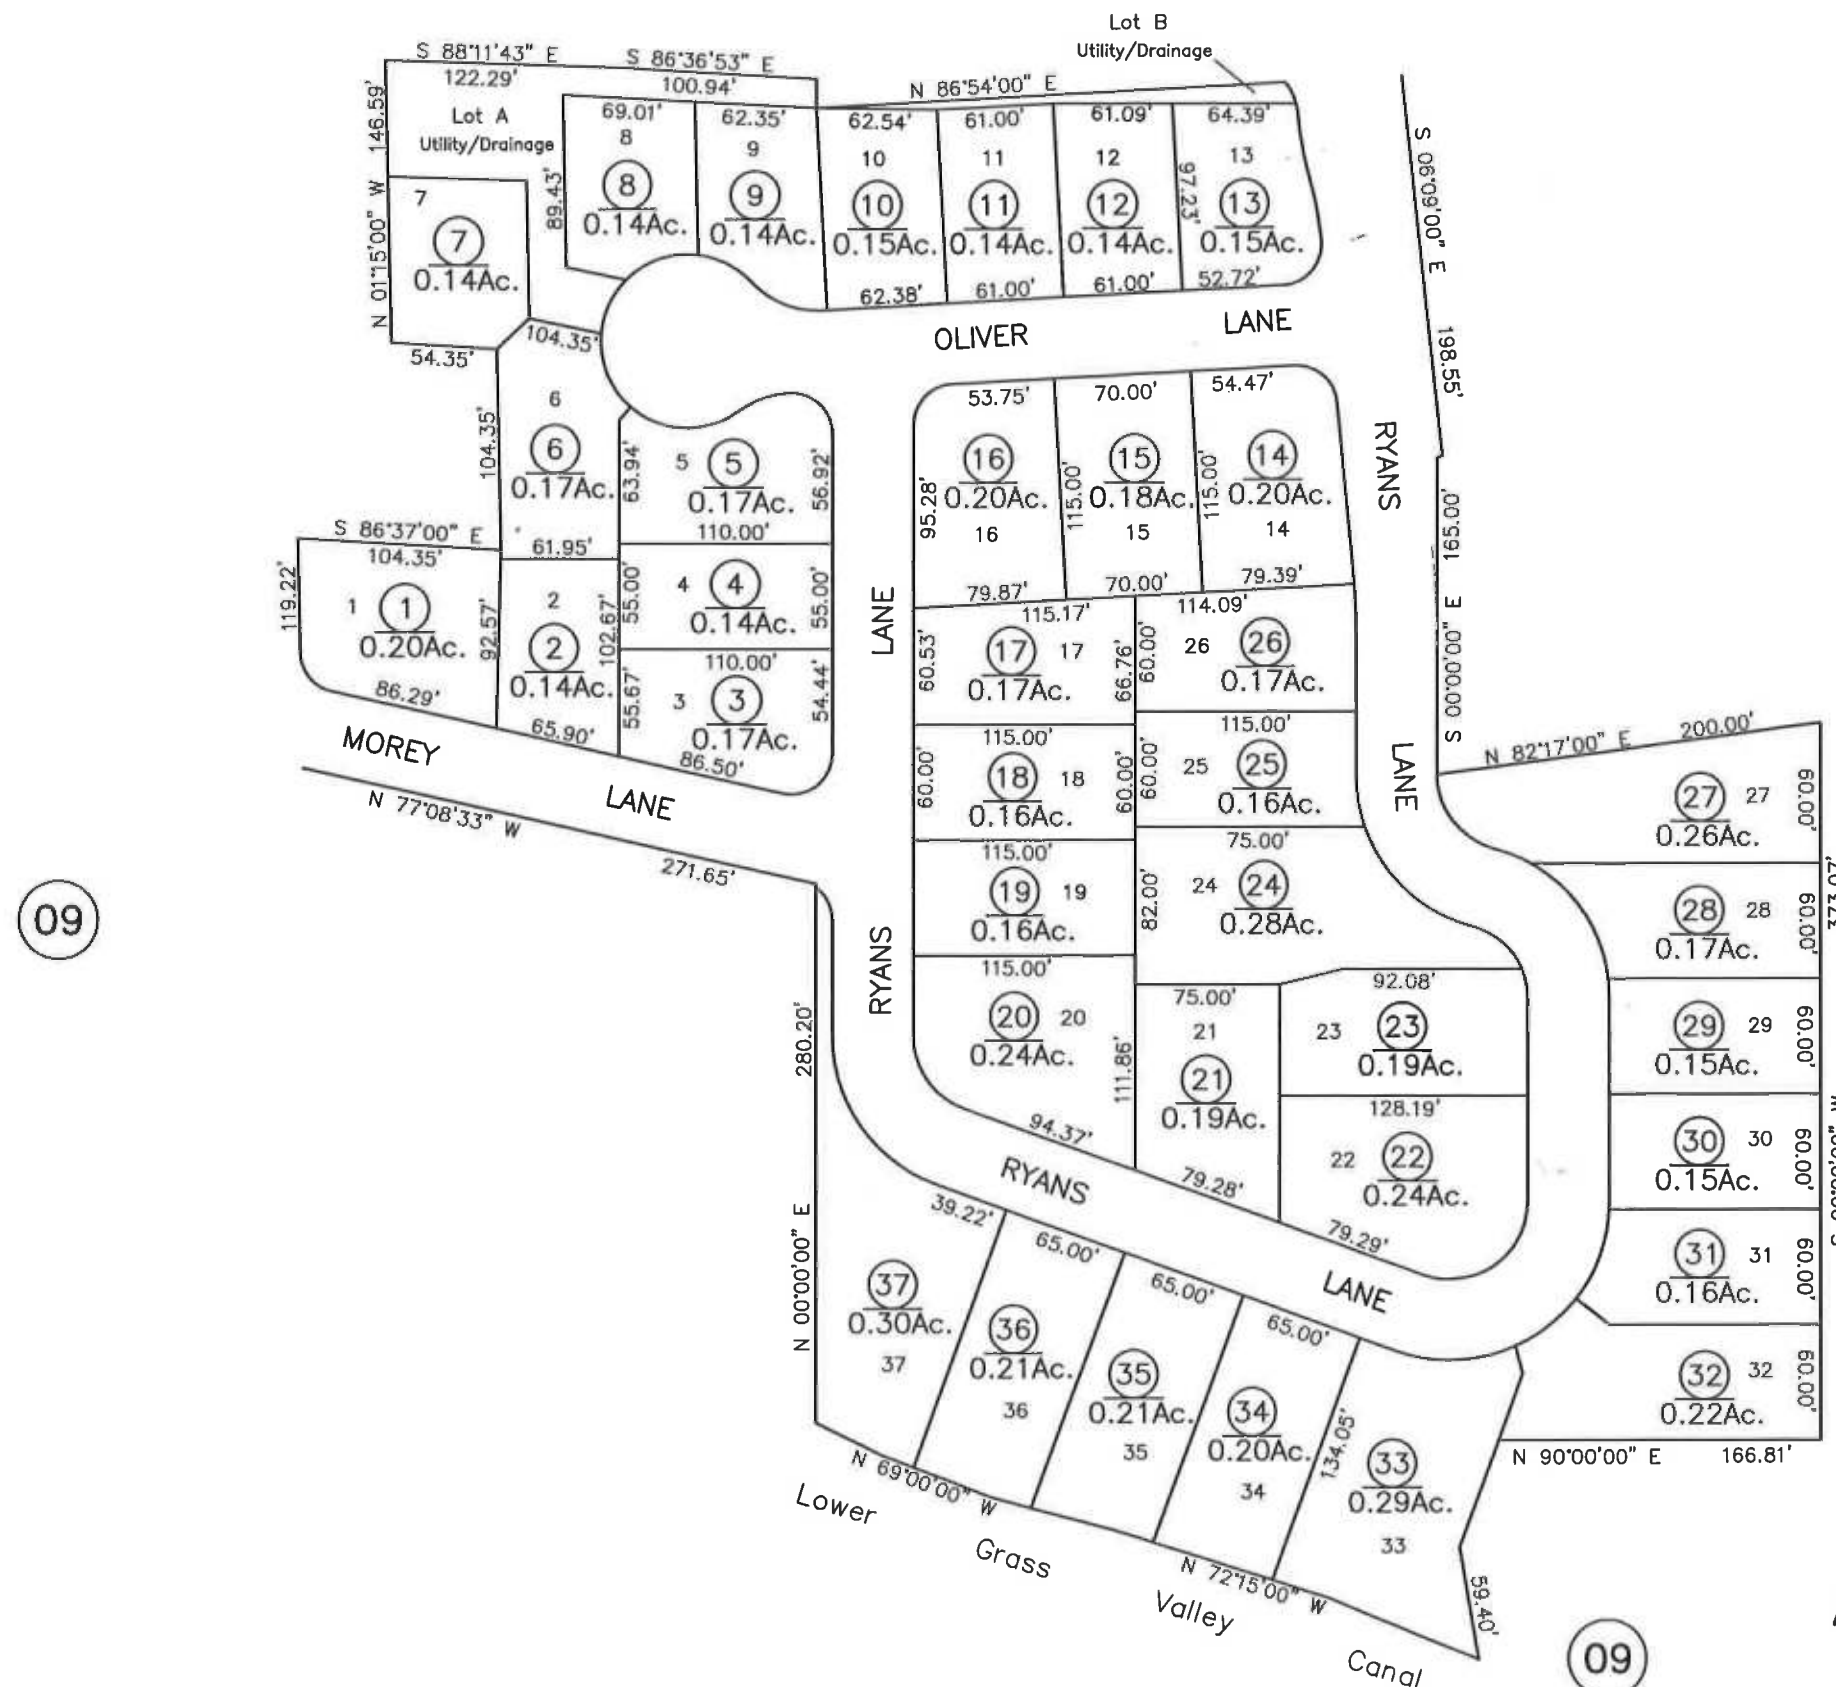 Lot B
Utility/Drainage
S 88°11'43" E
122.29'
S 86°36'53" E
100.94'
N 86°54'00" E
146.59'
N 01°15'00" W
Lot A
Utility/Drainage
69.01'
8
8
0.14Ac.
89.43'
62.35'
9
9
0.14Ac.
62.54'
10
10
0.15Ac.
62.38'
61.00'
11
11
0.14Ac.
61.00'
61.09'
12
12
0.14Ac.
61.00'
64.39'
13
97.23'
13
0.15Ac.
52.72'
S 06°09'00" E
198.55'
7
7
0.14Ac.
54.35'
104.35'
OLIVER LANE
6
6
0.17Ac.
104.35'
61.95'
63.94'
5
5
0.17Ac.
56.92'
110.00'
53.75'
16
0.20Ac.
16
95.28'
79.87'
70.00'
15
0.18Ac.
15
115.00'
70.00'
54.47'
14
0.20Ac.
14
115.00'
79.39'
RYANS
LANE
195.00'
S 00°00'00" E
S 86°37'00" E
104.35'
119.22'
1
1
0.20Ac.
92.57'
86.29'
2
2
0.14Ac.
102.67'
65.90'
55.00'
4
4
0.14Ac.
55.00'
110.00'
55.67'
3
3
0.17Ac.
54.44'
86.50'
MOREY
LANE
N 77°08'33" W
271.65'
LANE
RYANS
115.17'
60.53'
17
17
0.17Ac.
66.76'
114.09'
60.00'
26
26
0.17Ac.
115.00'
60.00'
18
18
0.16Ac.
60.00'
115.00'
60.00'
25
25
0.16Ac.
115.00'
19
19
0.16Ac.
75.00'
82.00'
24
24
0.28Ac.
115.00'
20
20
0.24Ac.
111.86'
94.37'
75.00'
21
21
0.19Ac.
79.28'
92.08'
23
23
0.19Ac.
128.19'
22
22
0.24Ac.
79.29'
N 82°17'00" E
200.00'
27
27
0.26Ac.
60.00'
28
28
0.17Ac.
60.00'
29
29
0.15Ac.
60.00'
30
30
0.15Ac.
60.00'
31
31
0.16Ac.
60.00'
32
32
0.22Ac.
60.00'
N 90°00'00" E
166.81'
09
280.20'
N 00°00'00" E
RYANS
LANE
39.22'
37
0.30Ac.
37
65.00'
36
0.21Ac.
36
65.00'
35
0.21Ac.
35
65.00'
34
0.20Ac.
34
134.05'
33
0.29Ac.
33
59.40'
N 69°00'00" W
N 72°15'00" W
Lower
Grass
Valley
Canal
09